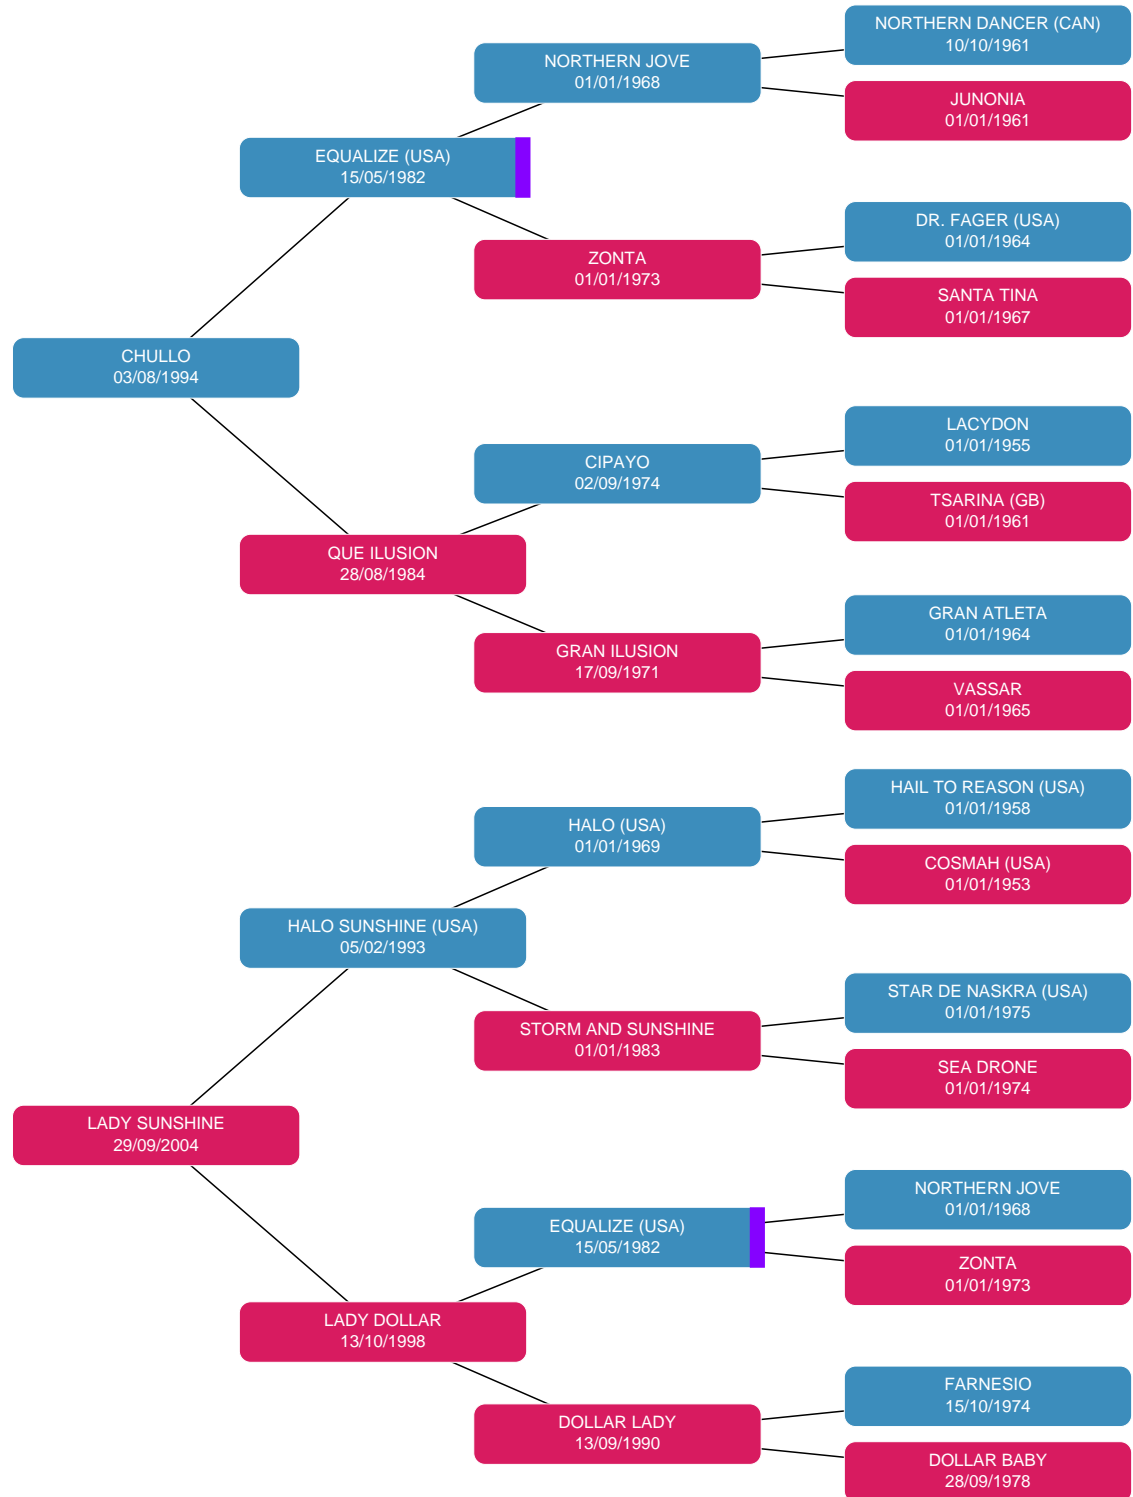 NORTHERN DANCER (CAN)
10/10/1961
NORTHERN JOVE
01/01/1968
JUNONIA
01/01/1961
EQUALIZE (USA)
15/05/1982
DR. FAGER (USA)
01/01/1964
ZONTA
01/01/1973
SANTA TINA
01/01/1967
CHULLO
03/08/1994
LACYDON
01/01/1955
CIPAYO
02/09/1974
TSARINA (GB)
01/01/1961
QUE ILUSION
28/08/1984
GRAN ATLETA
01/01/1964
GRAN ILUSION
17/09/1971
VASSAR
01/01/1965
HAIL TO REASON (USA)
01/01/1958
HALO (USA)
01/01/1969
COSMAH (USA)
01/01/1953
HALO SUNSHINE (USA)
05/02/1993
STAR DE NASKRA (USA)
01/01/1975
STORM AND SUNSHINE
01/01/1983
SEA DRONE
01/01/1974
LADY SUNSHINE
29/09/2004
NORTHERN JOVE
01/01/1968
EQUALIZE (USA)
15/05/1982
ZONTA
01/01/1973
LADY DOLLAR
13/10/1998
FARNESIO
15/10/1974
DOLLAR LADY
13/09/1990
DOLLAR BABY
28/09/1978